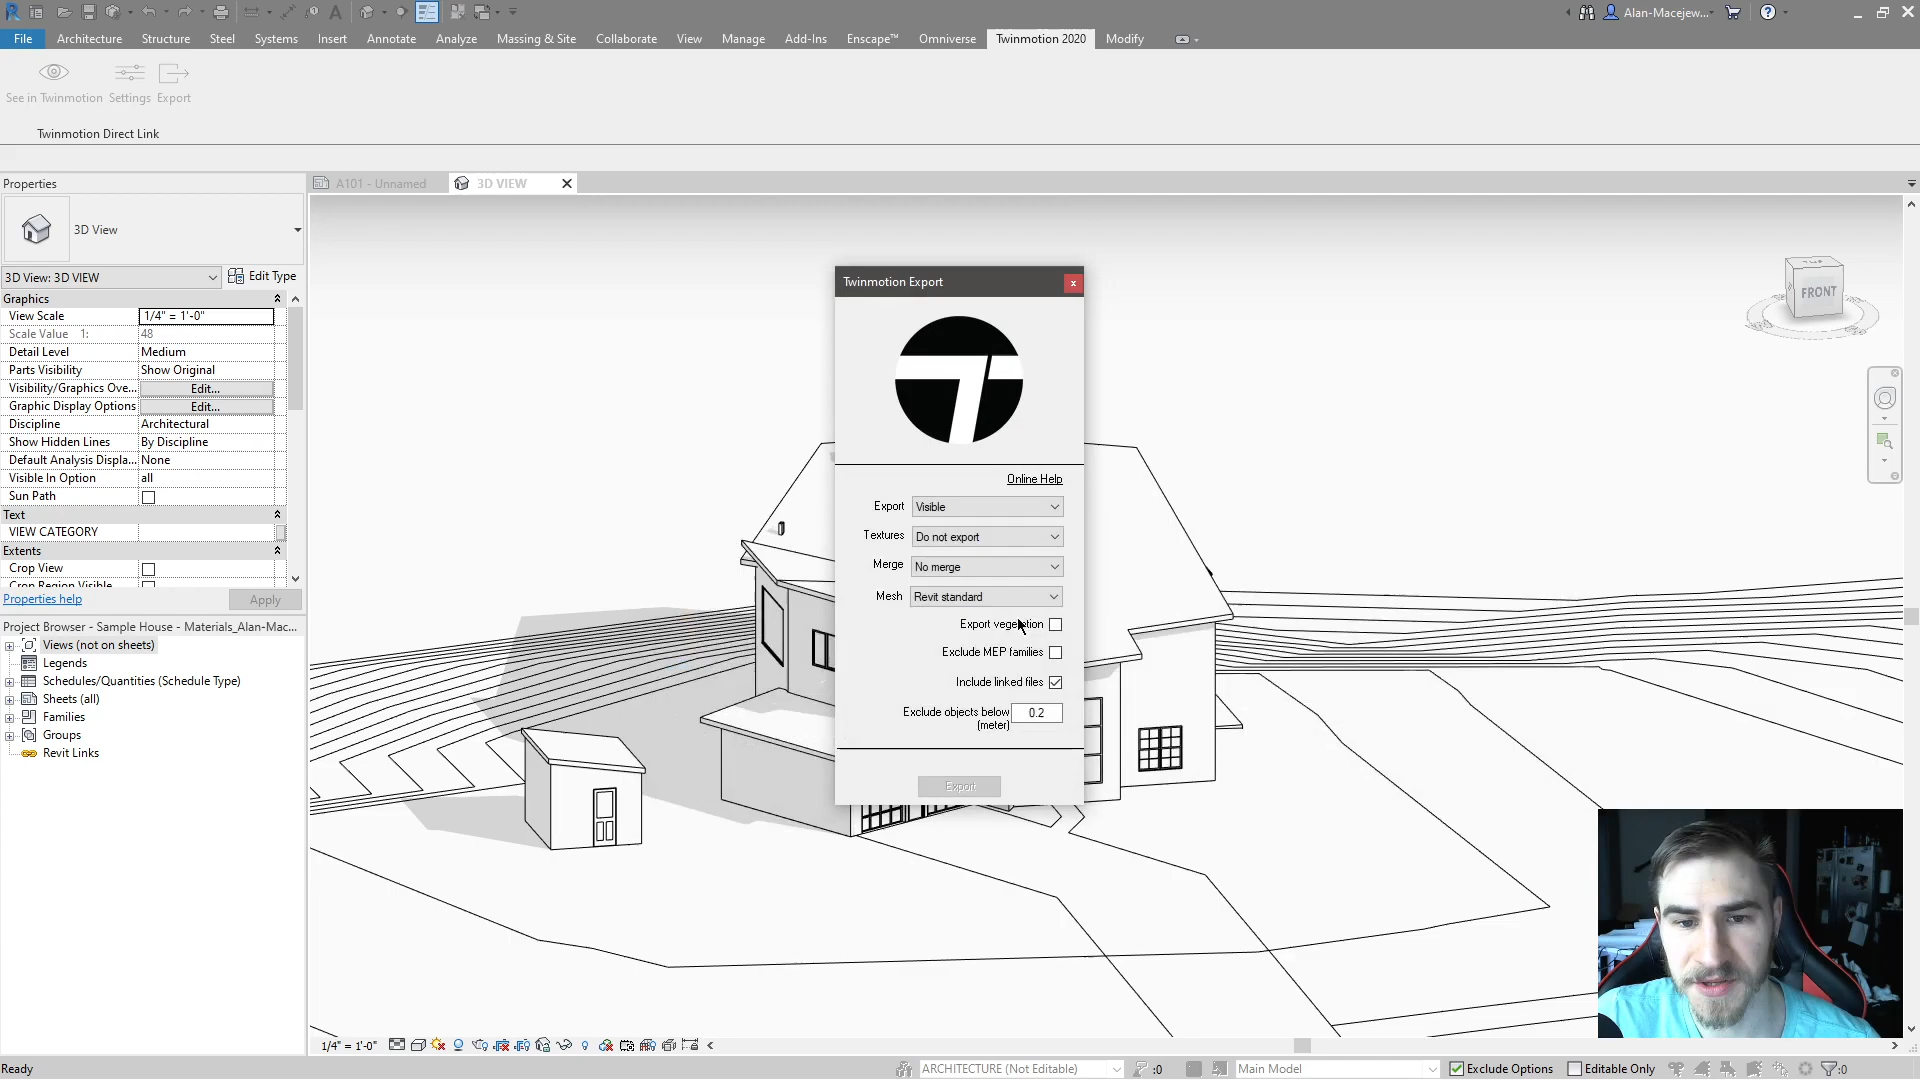 Alan-Macejew...
File Architecture Structure Steel Systems Insert Annotate Analyze Massing & Site Collaborate View Manage Add-Ins Enscape™ Omniverse Twinmotion 2020 Modify
See in Twinmotion Settings Export
Twinmotion Direct Link
Properties
A101 - Unnamed 3D VIEW
3D View
3D View: 3D VIEW Edit Type
Graphics
View Scale 1/4" = 1'-0"
Scale Value 1: 48
Detail Level Medium
Parts Visibility Show Original
Visibility/Graphics Ove... Edit...
Graphic Display Options Edit...
Discipline Architectural
Show Hidden Lines By Discipline
Default Analysis Displa... None
Visible In Option all
Sun Path
Text
VIEW CATEGORY
Extents
Crop View
Crop Region Visible
Properties help Apply
Project Browser - Sample House - Materials_Alan-Mac...
Views (not on sheets)
Legends
Schedules/Quantities (Schedule Type)
Sheets (all)
Families
Groups
Revit Links
FRONT
Twinmotion Export
Online Help
Export Visible
Textures Do not export
Merge No merge
Mesh Revit standard
Export vegetation
Exclude MEP families
Include linked files
Exclude objects below 0.2
(meter)
Export
1/4" = 1'-0"
Ready ARCHITECTURE (Not Editable) :0 Main Model Exclude Options Editable Only :0